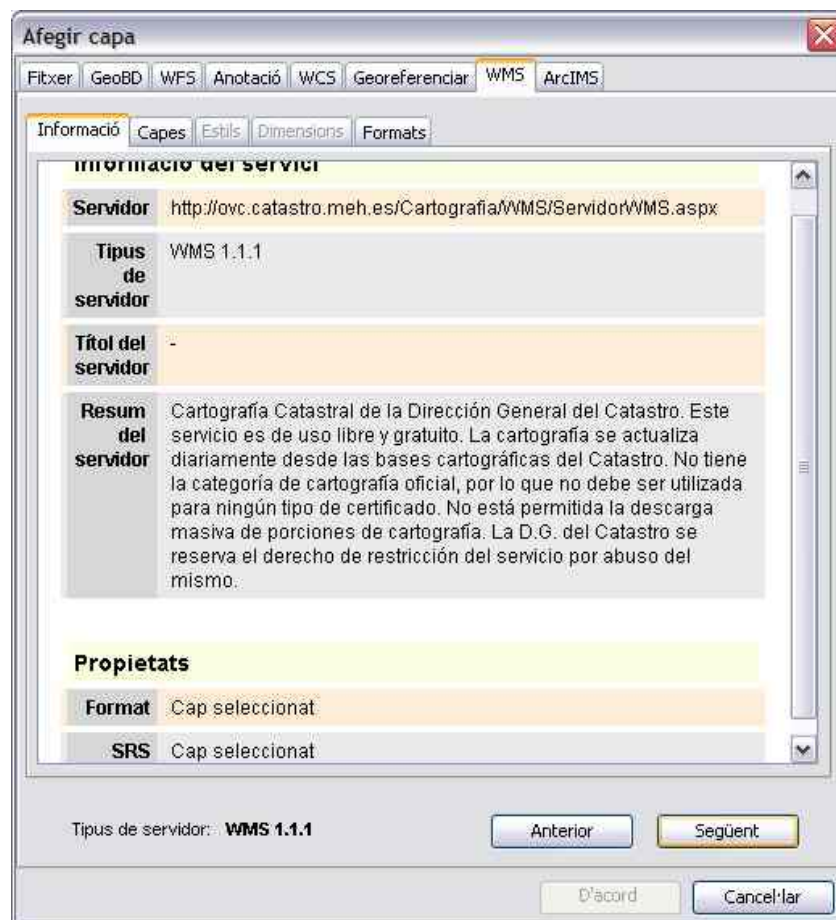 Afegir capa
Fitxer GeoBD WFS Anotació WCS Georeferenciar WMS ArcIMS
Informació Capes Estils Dimensions Formats
Informació del servici
Servidor http://ovc.catastro.meh.es/Cartografia/WMS/ServidorWMS.aspx
Tipus de servidor WMS 1.1.1
Títol del servidor -
Resum del servidor Cartografía Catastral de la Dirección General del Catastro. Este
servicio es de uso libre y gratuito. La cartografía se actualiza
diariamente desde las bases cartográficas del Catastro. No tiene
la categoría de cartografía oficial, por lo que no debe ser utilizada
para ningún tipo de certificado. No está permitida la descarga
masiva de porciones de cartografía. La D.G. del Catastro se
reserva el derecho de restricción del servicio por abuso del
mismo.
Propietats
Format Cap seleccionat
SRS Cap seleccionat
Tipus de servidor: WMS 1.1.1
Anterior Següent
D'acord Cancel·lar